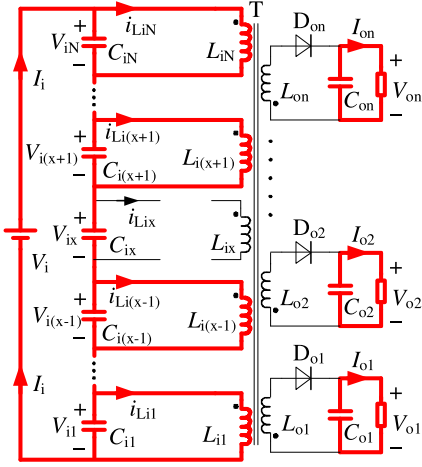 i_LiN T D_on I_on
+ V_iN − C_iN L_iN L_on C_on + V_on −
I_i
i_Li(x+1)
+ V_i(x+1) − C_i(x+1) L_i(x+1)
i_Lix D_o2 I_o2
+ V_ix − C_ix L_ix
V_i
i_Li(x-1) L_o2 C_o2 + V_o2 −
+ V_i(x-1) − C_i(x-1) L_i(x-1)
I_i i_Li1 D_o1 I_o1
+ V_i1 − C_i1 L_i1 L_o1 C_o1 + V_o1 −